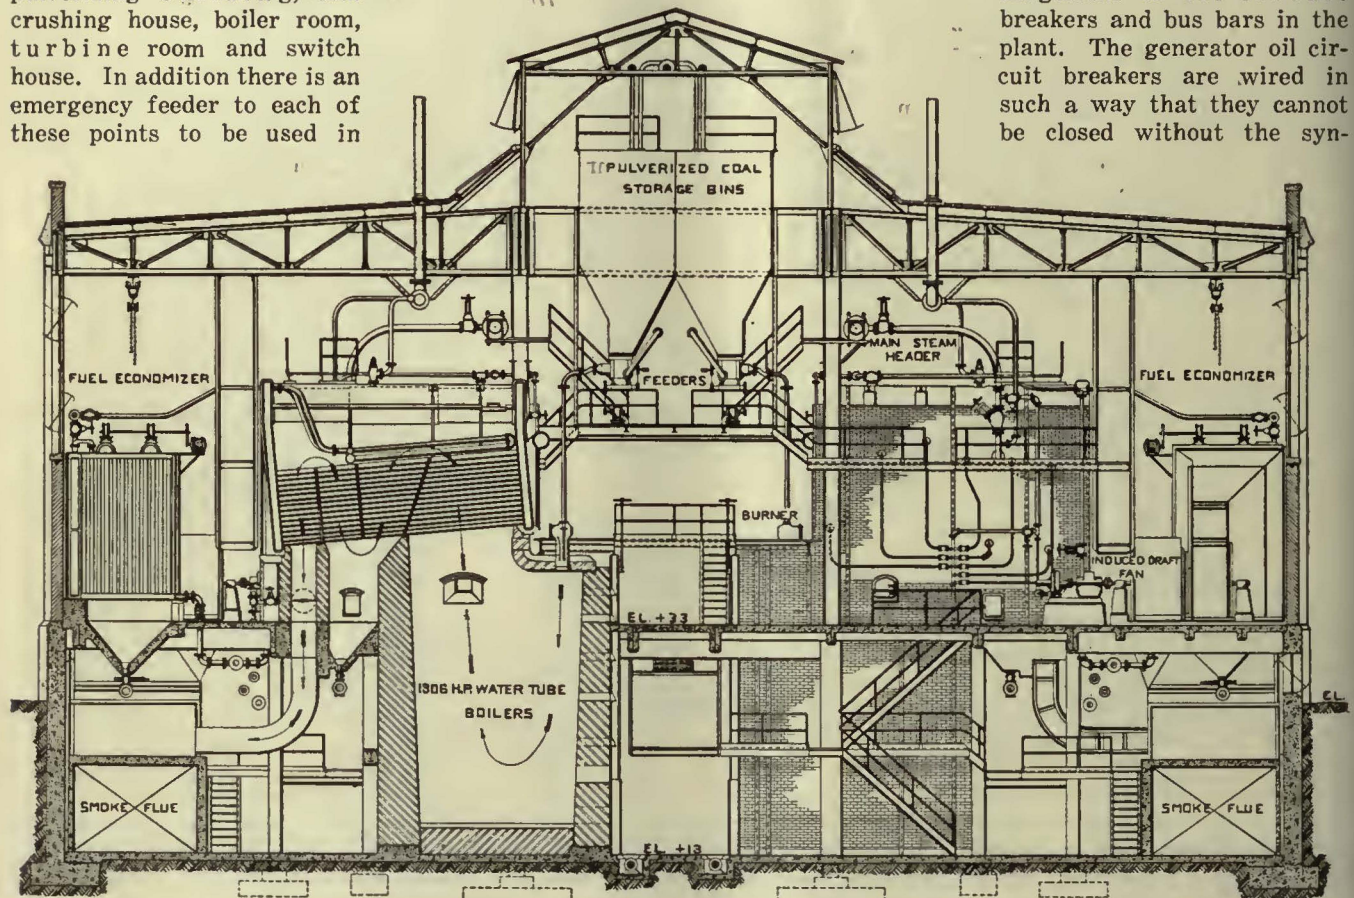 crushing house, boiler room,
turbine room and switch
house. In addition there is an
emergency feeder to each of
these points to be used in
breakers and bus bars in the
plant. The generator oil cir-
cuit breakers are wired in
such a way that they cannot
be closed without the syn-
PULVERIZED COAL
STORAGE BINS
FUEL ECONOMIZER
FEEDERS
MAIN STEAM
HEADER
FUEL ECONOMIZER
BURNER
INDUCED DRAFT
FAN
EL. +33
1306 H.P. WATER TUBE
BOILERS
EL.
SMOKE FLUE
SMOKE FLUE
EL. +13